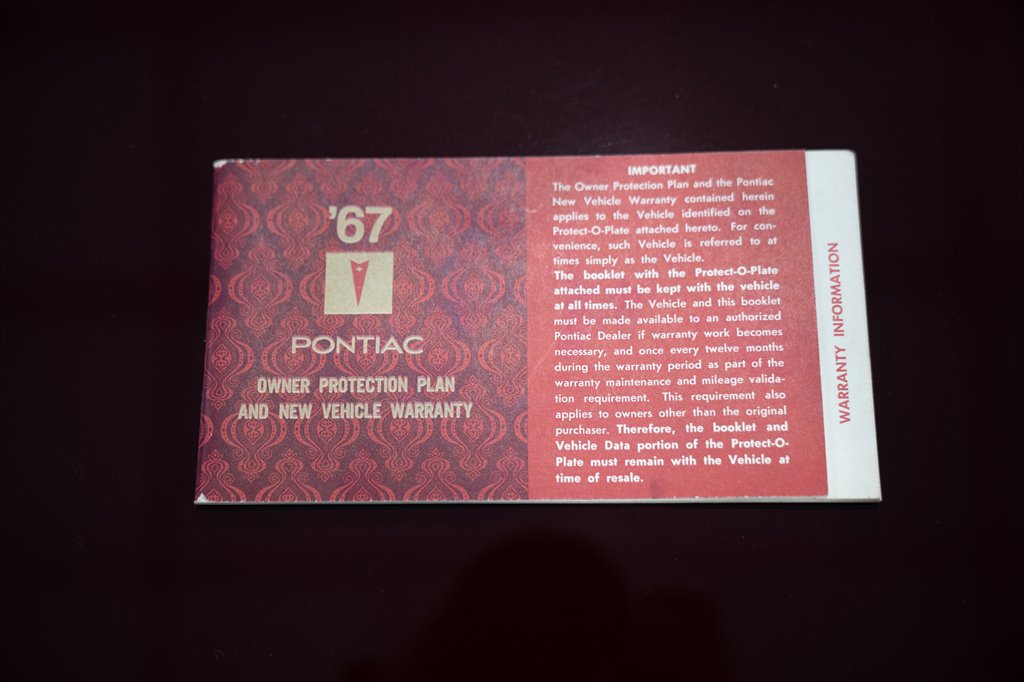 '67
PONTIAC
OWNER PROTECTION PLAN
AND NEW VEHICLE WARRANTY
IMPORTANT
The Owner Protection Plan and the Pontiac
New Vehicle Warranty contained herein
applies to the Vehicle identified on the
Protect-O-Plate attached hereto. For con-
venience, such Vehicle is referred to at
times simply as the Vehicle.
The booklet with the Protect-O-Plate
attached must be kept with the vehicle
at all times. The Vehicle and this booklet
must be made available to an authorized
Pontiac Dealer if warranty work becomes
necessary, and once every twelve months
during the warranty period as part of the
warranty maintenance and mileage valida-
tion requirement. This requirement also
applies to owners other than the original
purchaser. Therefore, the booklet and
Vehicle Data portion of the Protect-O-
Plate must remain with the Vehicle at
time of resale.
WARRANTY INFORMATION